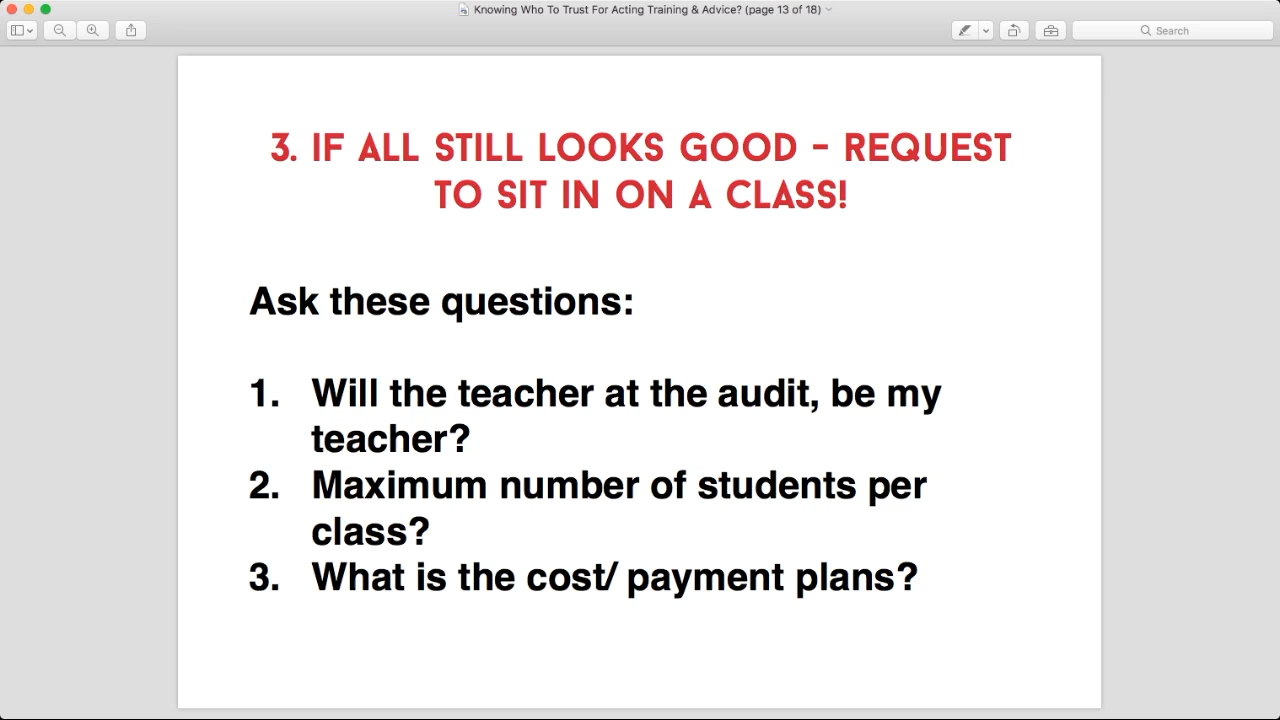 Knowing Who To Trust For Acting Training & Advice? (page 13 of 18)
Search
3. IF ALL STILL LOOKS GOOD - REQUEST
TO SIT IN ON A CLASS!
Ask these questions:
1. Will the teacher at the audit, be my
teacher?
2. Maximum number of students per
class?
3. What is the cost/ payment plans?